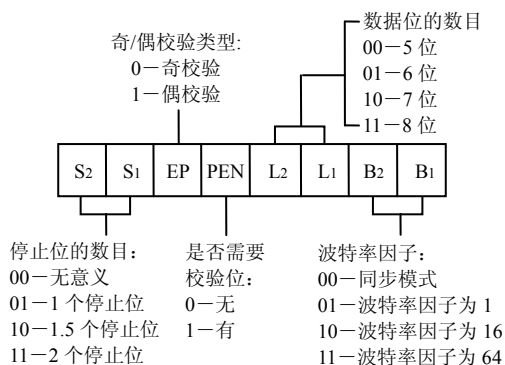 奇/偶校验类型:
0－奇校验
1－偶校验
数据位的数目
00－5 位
01－6 位
10－7 位
11－8 位
S2 S1 EP PEN L2 L1 B2 B1
停止位的数目：
00－无意义
01－1 个停止位
10－1.5 个停止位
11－2 个停止位
是否需要
校验位：
0－无
1－有
波特率因子：
00－同步模式
01－波特率因子为 1
10－波特率因子为 16
11－波特率因子为 64